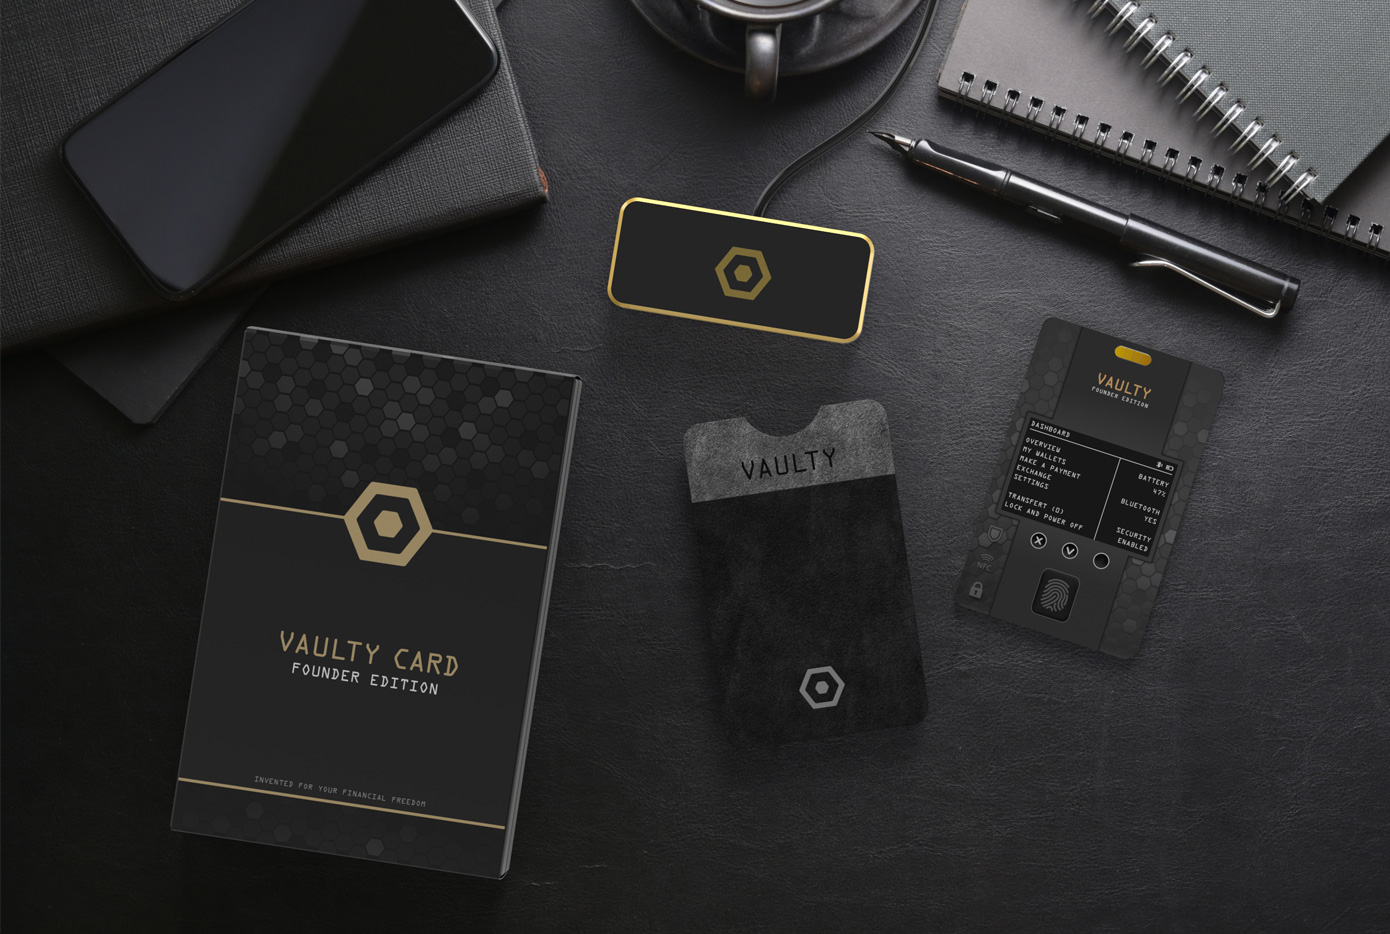 VAULTY CARD
FOUNDER EDITION
INVENTED FOR YOUR FINANCIAL FREEDOM
VAULTY
VAULTY
FOUNDER EDITION
DASHBOARD
OVERVIEW
MY WALLETS
MAKE A PAYMENT
EXCHANGE
SETTINGS
TRANSFERT (0)
LOCK AND POWER OFF
BATTERY
47%
BLUETOOTH
YES
SECURITY
ENABLED
NFC